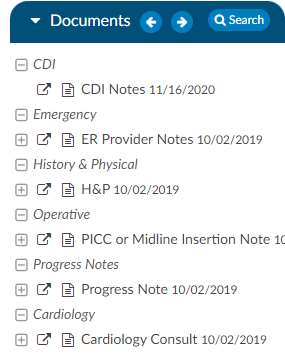 Documents Search
CDI
CDI Notes 11/16/2020
Emergency
ER Provider Notes 10/02/2019
History & Physical
H&P 10/02/2019
Operative
PICC or Midline Insertion Note 10
Progress Notes
Progress Note 10/02/2019
Cardiology
Cardiology Consult 10/02/2019